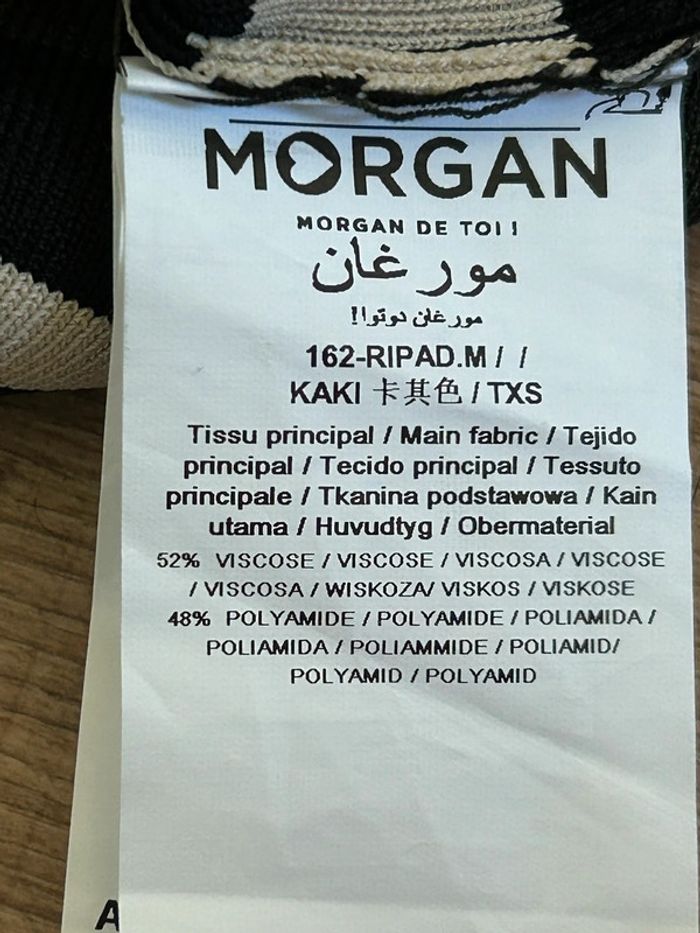 MORGAN
MORGAN DE TOI !
مورغان
مورغان دوتوا!
162-RIPAD.M / /
KAKI 卡其色 / TXS
Tissu principal / Main fabric / Tejido
principal / Tecido principal / Tessuto
principale / Tkanina podstawowa / Kain
utama / Huvudtyg / Obermaterial
52% VISCOSE / VISCOSE / VISCOSA / VISCOSE
/ VISCOSA / WISKOZA/ VISKOS / VISKOSE
48% POLYAMIDE / POLYAMIDE / POLIAMIDA /
POLIAMIDA / POLIAMMIDE / POLIAMID/
POLYAMID / POLYAMID
A